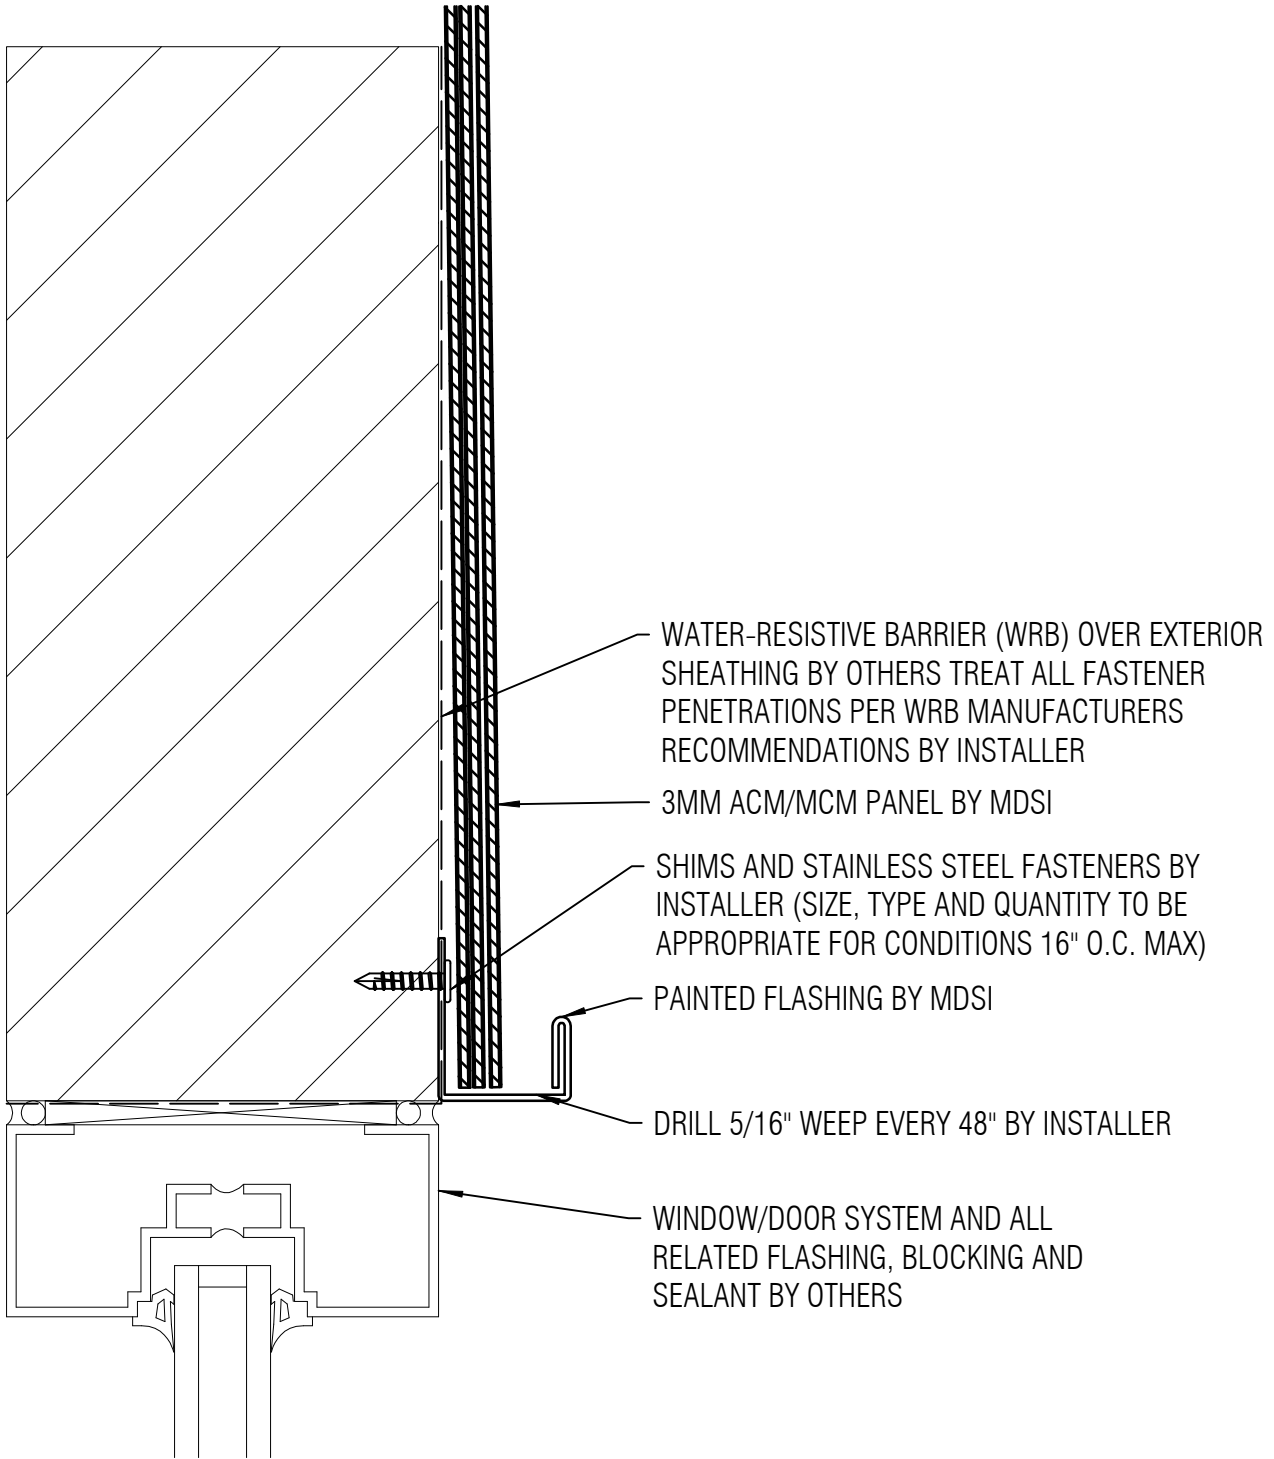 WATER-RESISTIVE BARRIER (WRB) OVER EXTERIOR
SHEATHING BY OTHERS TREAT ALL FASTENER
PENETRATIONS PER WRB MANUFACTURERS
RECOMMENDATIONS BY INSTALLER
3MM ACM/MCM PANEL BY MDSI
SHIMS AND STAINLESS STEEL FASTENERS BY
INSTALLER (SIZE, TYPE AND QUANTITY TO BE
APPROPRIATE FOR CONDITIONS 16" O.C. MAX)
PAINTED FLASHING BY MDSI
DRILL 5/16" WEEP EVERY 48" BY INSTALLER
WINDOW/DOOR SYSTEM AND ALL
RELATED FLASHING, BLOCKING AND
SEALANT BY OTHERS